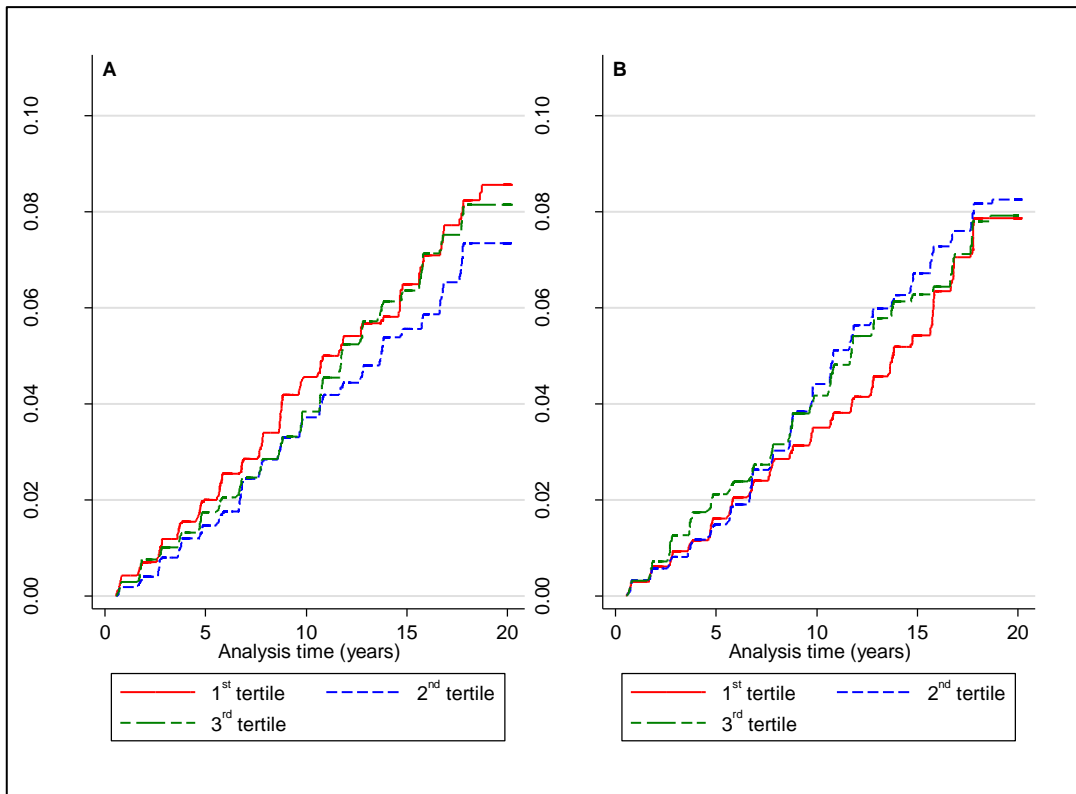 A
0.10
0.08
0.06
0.04
0.02
0.00
0 5 10 15 20
Analysis time (years)
1st tertile 2nd tertile
3rd tertile
B
0.10
0.08
0.06
0.04
0.02
0.00
0 5 10 15 20
Analysis time (years)
1st tertile 2nd tertile
3rd tertile